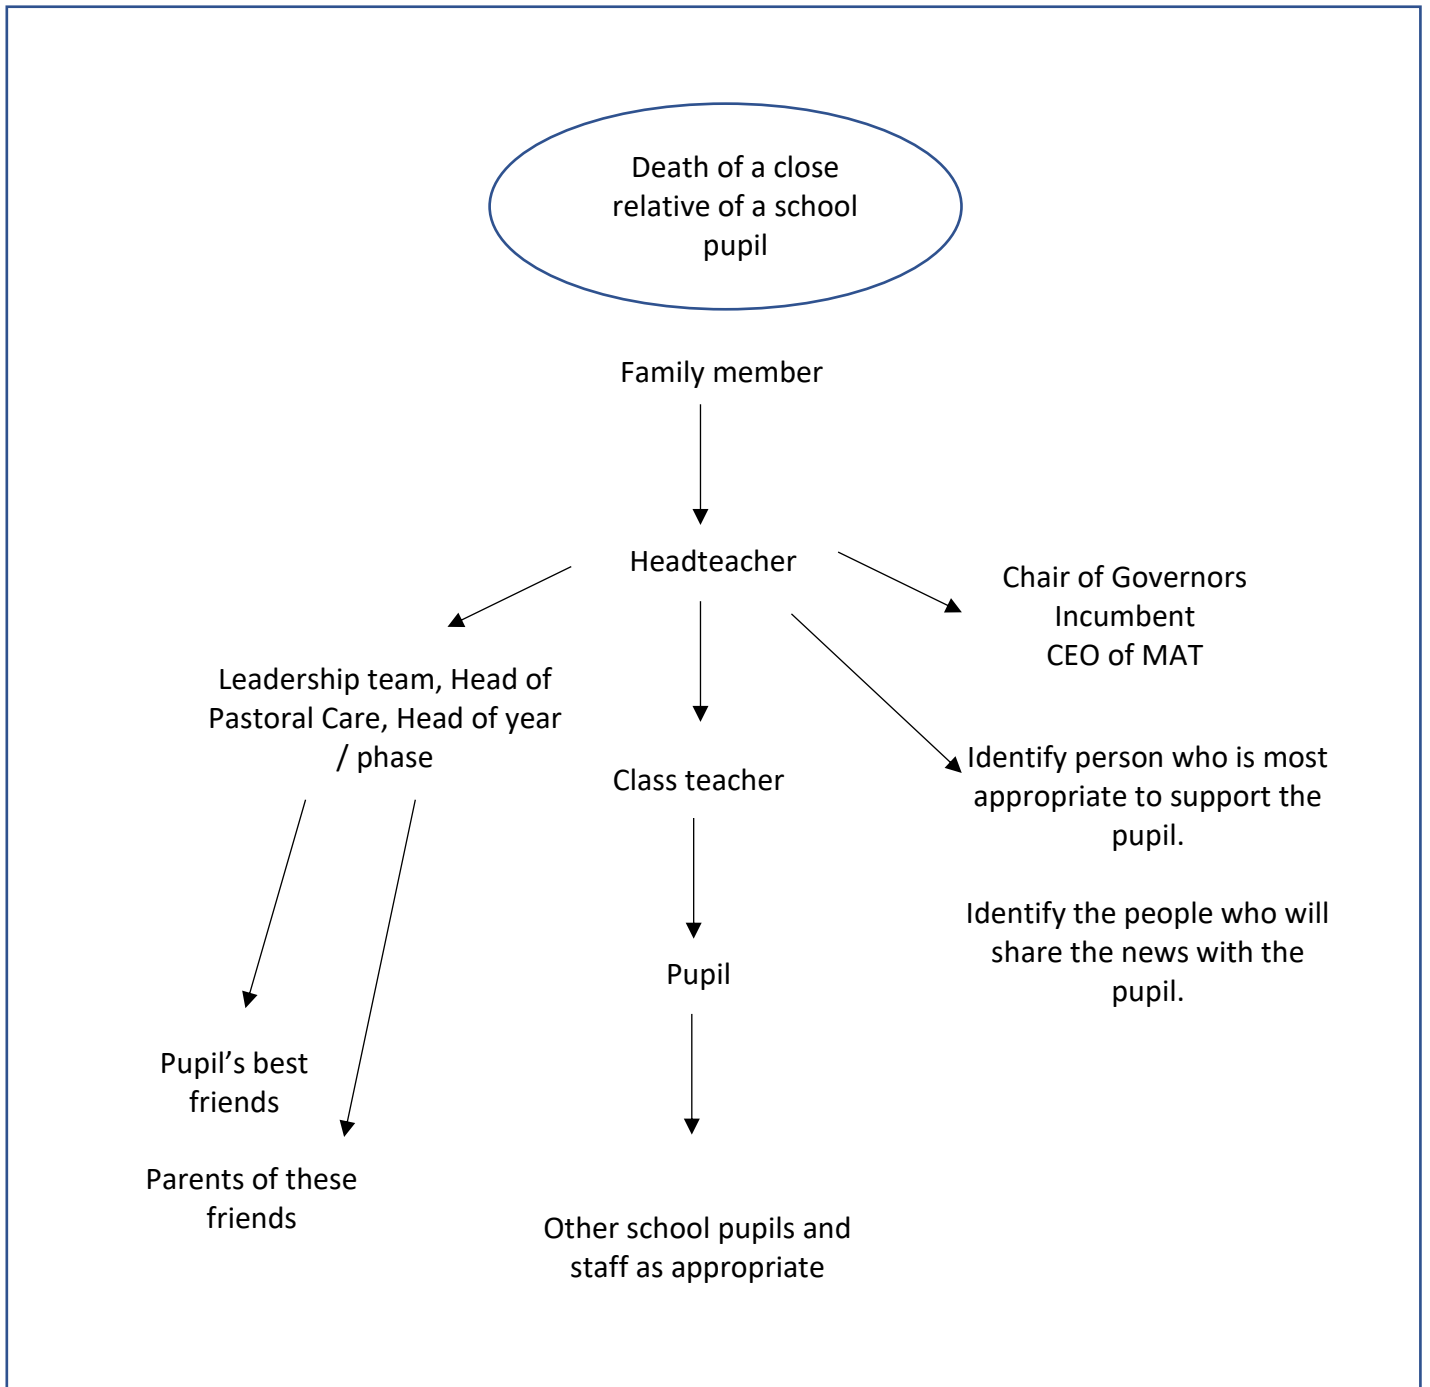 Death of a close
relative of a school
pupil
Family member
Headteacher
Chair of Governors
Incumbent
CEO of MAT
Leadership team, Head of
Pastoral Care, Head of year
/ phase
Class teacher
Identify person who is most
appropriate to support the
pupil.
Identify the people who will
share the news with the
pupil.
Pupil
Pupil’s best
friends
Parents of these
friends
Other school pupils and
staff as appropriate